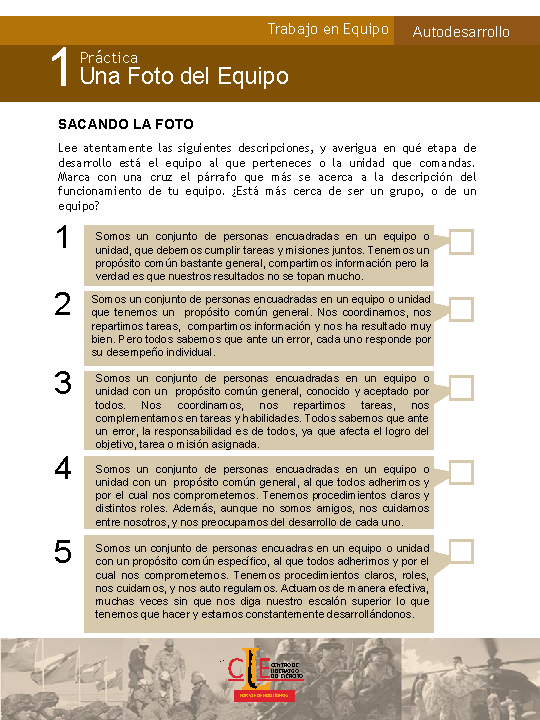 Trabajo en Equipo
Autodesarrollo
1
Práctica
Una Foto del Equipo
SACANDO LA FOTO
Lee atentamente las siguientes descripciones, y averigua en qué etapa de
desarrollo está el equipo al que perteneces o la unidad que comandas.
Marca con una cruz el párrafo que más se acerca a la descripción del
funcionamiento de tu equipo. ¿Está más cerca de ser un grupo, o de un
equipo?
1
Somos un conjunto de personas encuadradas en un equipo o
unidad, que debemos cumplir tareas y misiones juntos. Tenemos un
propósito común bastante general, compartimos información pero la
verdad es que nuestros resultados no se topan mucho.
2
Somos un conjunto de personas encuadradas en un equipo o unidad
que tenemos un propósito común general. Nos coordinamos, nos
repartimos tareas, compartimos información y nos ha resultado muy
bien. Pero todos sabemos que ante un error, cada uno responde por
su desempeño individual.
3
Somos un conjunto de personas encuadradas en un equipo o
unidad con un propósito común general, conocido y aceptado por
todos. Nos coordinamos, nos repartimos tareas, nos
complementamos en tareas y habilidades. Todos sabemos que ante
un error, la responsabilidad es de todos, ya que afecta el logro del
objetivo, tarea o misión asignada.
4
Somos un conjunto de personas encuadradas en un equipo o
unidad con un propósito común general, al que todos adherimos y
por el cual nos comprometemos. Tenemos procedimientos claros y
distintos roles. Además, aunque no somos amigos, nos cuidamos
entre nosotros, y nos preocupamos del desarrollo de cada uno.
5
Somos un conjunto de personas encuadras en un equipo o unidad
con un propósito común específico, al que todos adherimos y por el
cual nos comprometemos. Tenemos procedimientos claros, roles,
nos cuidamos, y nos auto regulamos. Actuamos de manera efectiva,
muchas veces sin que nos diga nuestro escalón superior lo que
tenemos que hacer y estamos constantemente desarrollándonos.
CLE
CENTRO DE
LIDERAZGO
DEL EJÉRCITO